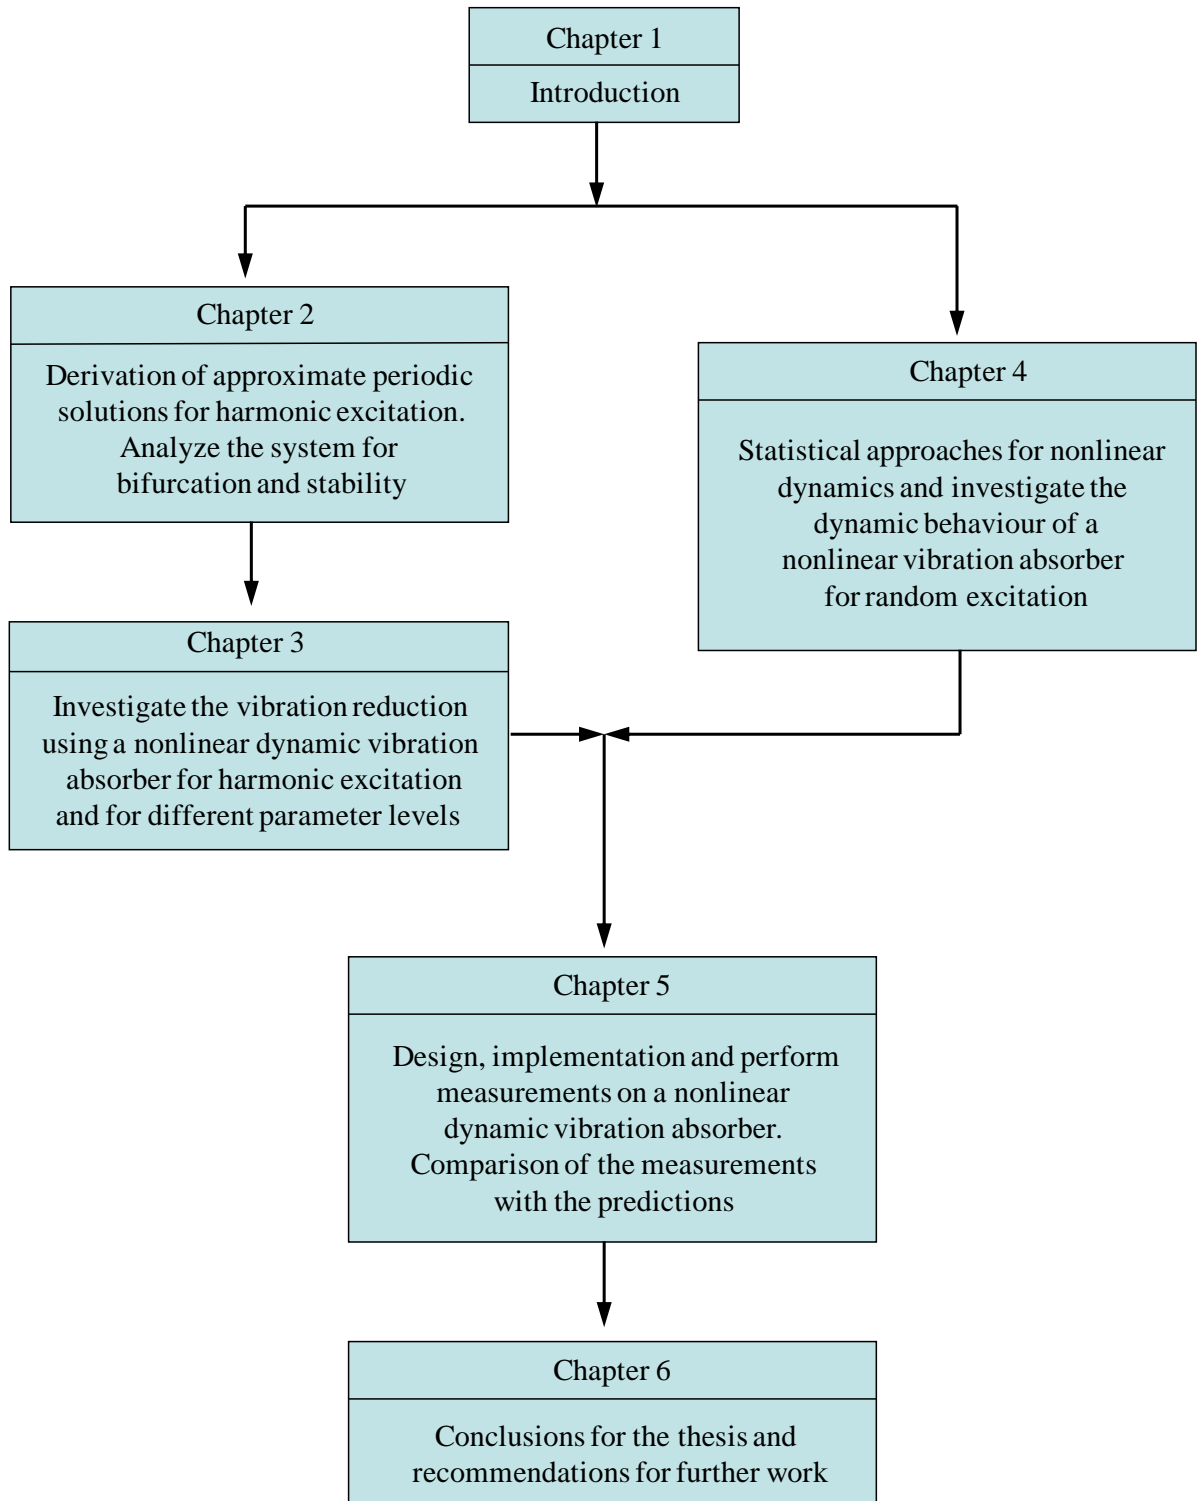 Chapter 1
Introduction
Chapter 2
Derivation of approximate periodic
solutions for harmonic excitation.
Analyze the system for
bifurcation and stability
Chapter 4
Statistical approaches for nonlinear
dynamics and investigate the
dynamic behaviour of a
nonlinear vibration absorber
for random excitation
Chapter 3
Investigate the vibration reduction
using a nonlinear dynamic vibration
absorber for harmonic excitation
and for different parameter levels
Chapter 5
Design, implementation and perform
measurements on a nonlinear
dynamic vibration absorber.
Comparison of the measurements
with the predictions
Chapter 6
Conclusions for the thesis and
recommendations for further work